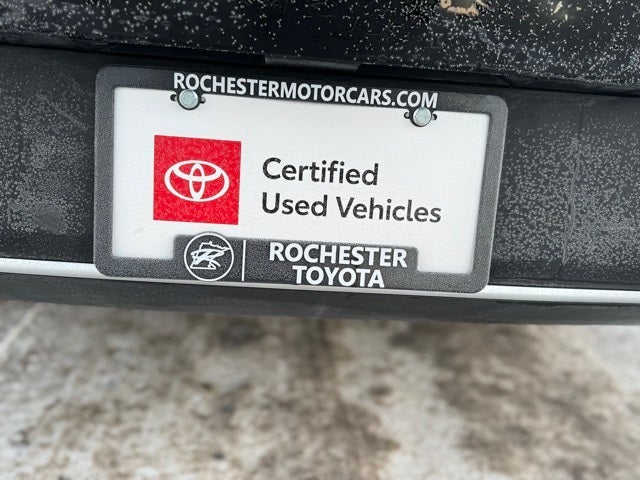 ROCHESTERMOTORCARS.COM
Certified
Used Vehicles
ROCHESTER
TOYOTA